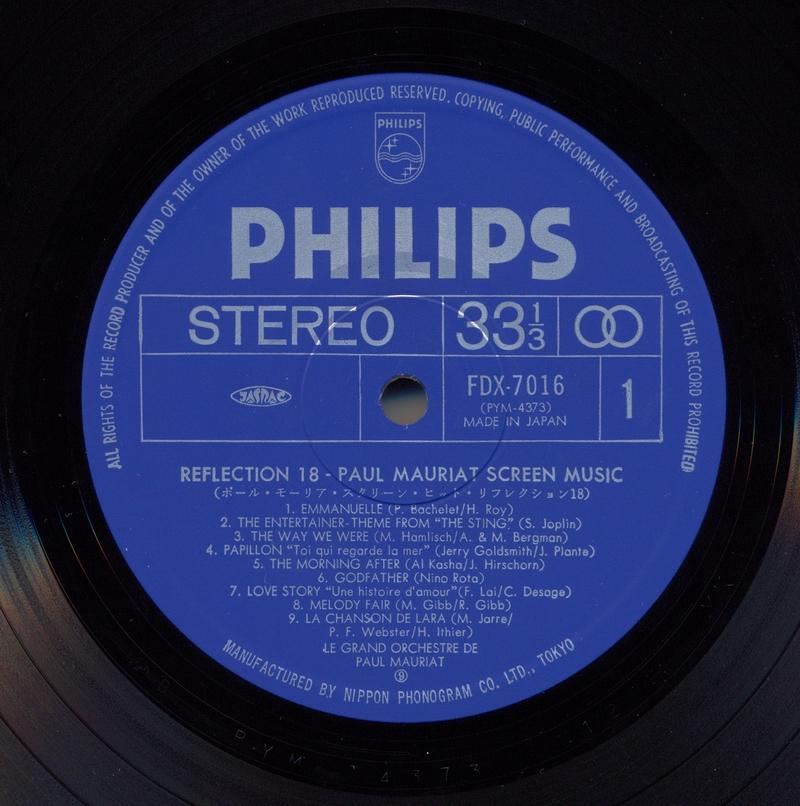 ALL RIGHTS OF THE RECORD PRODUCER AND OF THE OWNER OF THE WORK REPRODUCED RESERVED. COPYING, PUBLIC PERFORMANCE AND BROADCASTING OF THIS RECORD PROHIBITED
PHILIPS
PHILIPS
STEREO 33 1/3
JASRAC FDX-7016 1
(PYM-4373)
MADE IN JAPAN
REFLECTION 18 - PAUL MAURIAT SCREEN MUSIC
(ポール・モーリア・スクリーン・ヒット・リフレクション18)
1. EMMANUELLE (P. Bachelet/H. Roy)
2. THE ENTERTAINER-THEME FROM "THE STING" (S. Joplin)
3. THE WAY WE WERE (M. Hamlisch/A. & M. Bergman)
4. PAPILLON "Toi qui regarde la mer" (Jerry Goldsmith/J. Plante)
5. THE MORNING AFTER (Al Kasha/J. Hirschorn)
6. GODFATHER (Nino Rota)
7. LOVE STORY "Une histoire d'amour"(F. Lai/C. Desage)
8. MELODY FAIR (M. Gibb/R. Gibb)
9. LA CHANSON DE LARA (M. Jarre/
P. F. Webster/H. Ithier)
LE GRAND ORCHESTRE DE
PAUL MAURIAT
Ⓟ
MANUFACTURED BY NIPPON PHONOGRAM CO. LTD., TOKYO